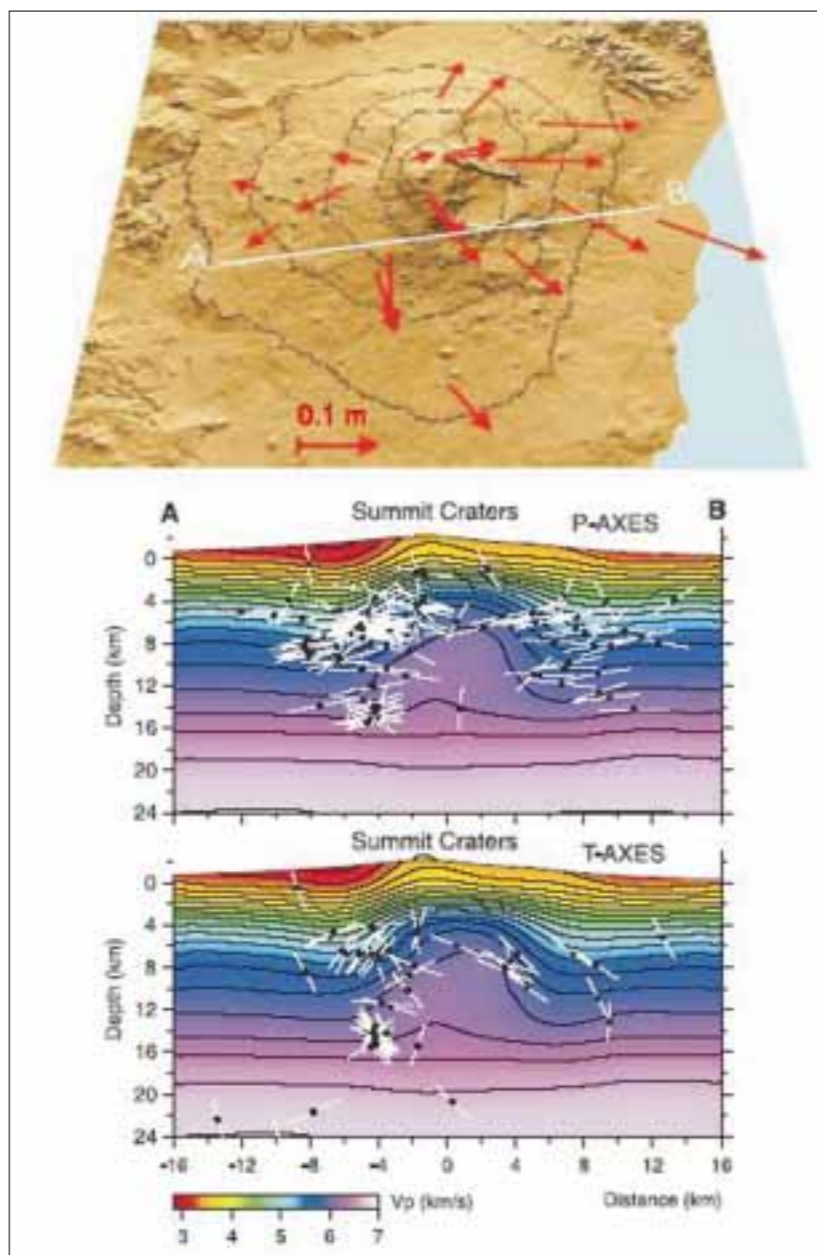 A
B
0.1 m
A
Summit Craters
B
P-AXES
0
4
8
12
16
20
24
Depth (km)
Summit Craters
T-AXES
0
4
8
12
16
20
24
Depth (km)
-16 -12 -8 -4 0 4 8 12 16
Vp (km/s)
Distance (km)
3 4 5 6 7